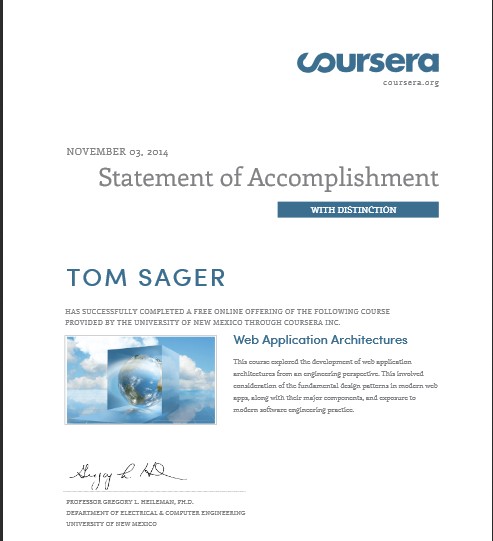 coursera
coursera.org
NOVEMBER 03, 2014
Statement of Accomplishment
WITH DISTINCTION
TOM SAGER
HAS SUCCESSFULLY COMPLETED A FREE ONLINE OFFERING OF THE FOLLOWING COURSE
PROVIDED BY THE UNIVERSITY OF NEW MEXICO THROUGH COURSERA INC.
Web Application Architectures
This course explored the development of web application
architectures from an engineering perspective. This involved
consideration of the fundamental design patterns in modern web
apps, along with their major components, and exposure to
modern software engineering practice.
PROFESSOR GREGORY L. HEILEMAN, PH.D.
DEPARTMENT OF ELECTRICAL & COMPUTER ENGINEERING
UNIVERSITY OF NEW MEXICO